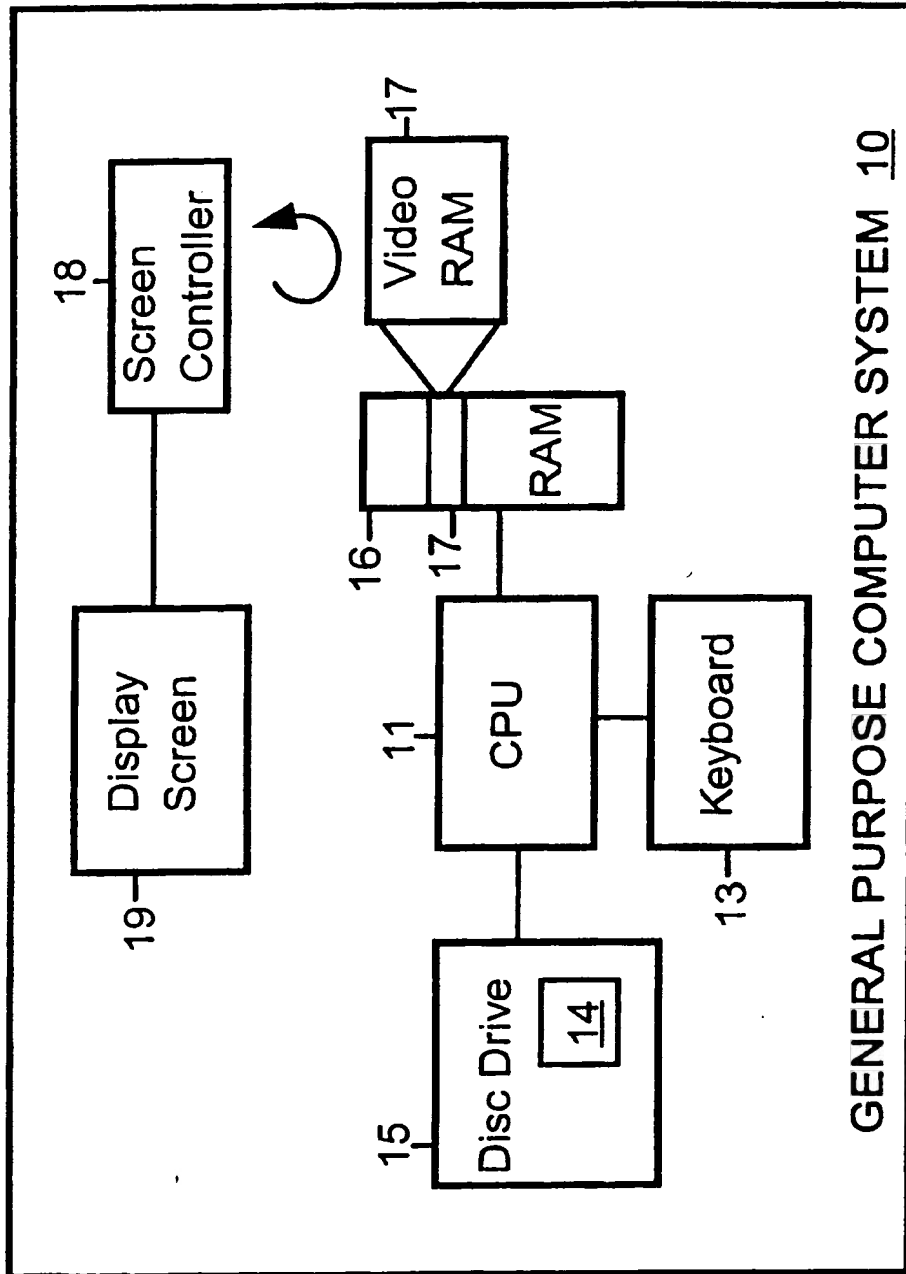 19
Display
Screen
18
Screen
Controller
15
Disc Drive
14
11
CPU
16
17
RAM
Video
RAM
17
13
Keyboard
GENERAL PURPOSE COMPUTER SYSTEM 10